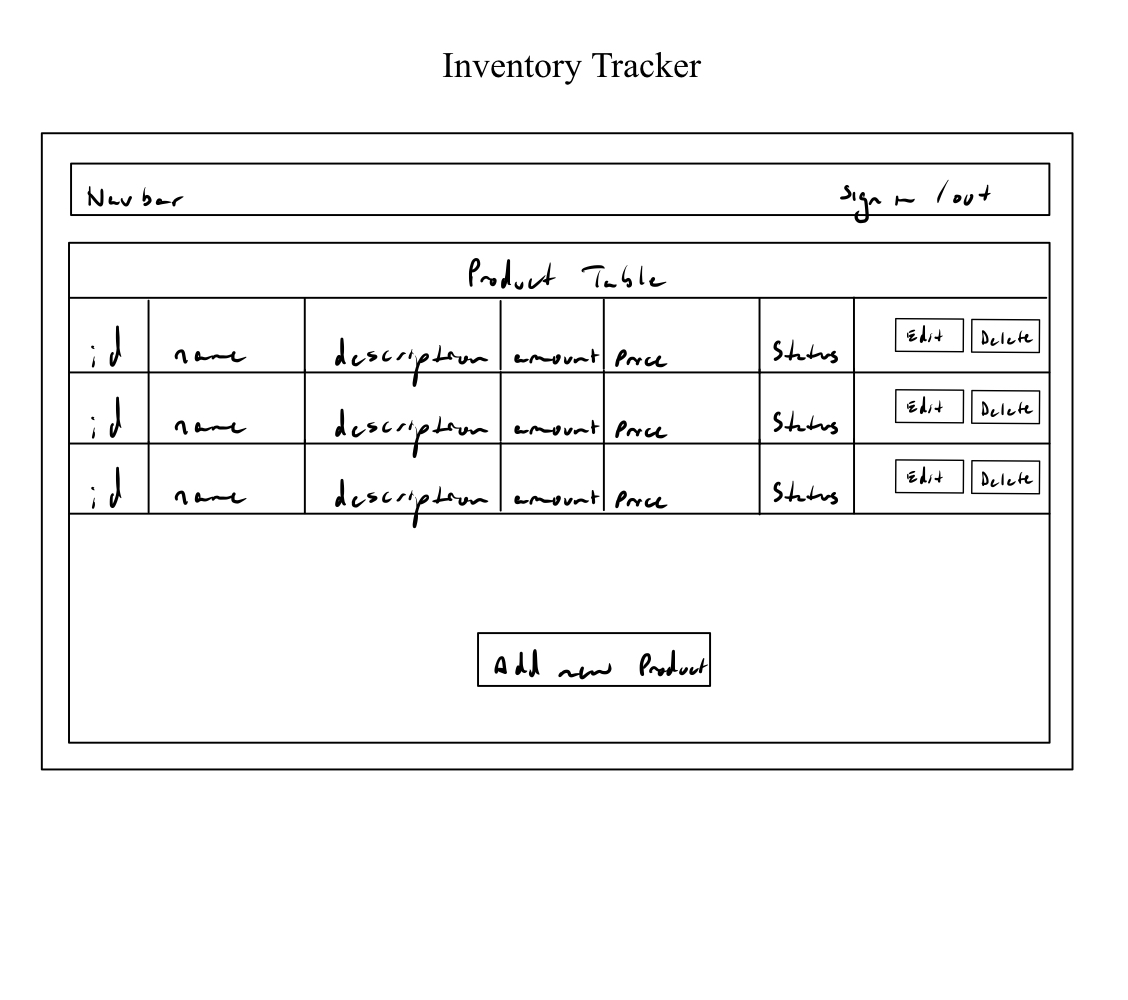 Inventory Tracker
Navbar sign in / out
Product Table
id name description amount Price Status Edit Delete
id name description amount Price Status Edit Delete
id name description amount Price Status Edit Delete
Add new Product